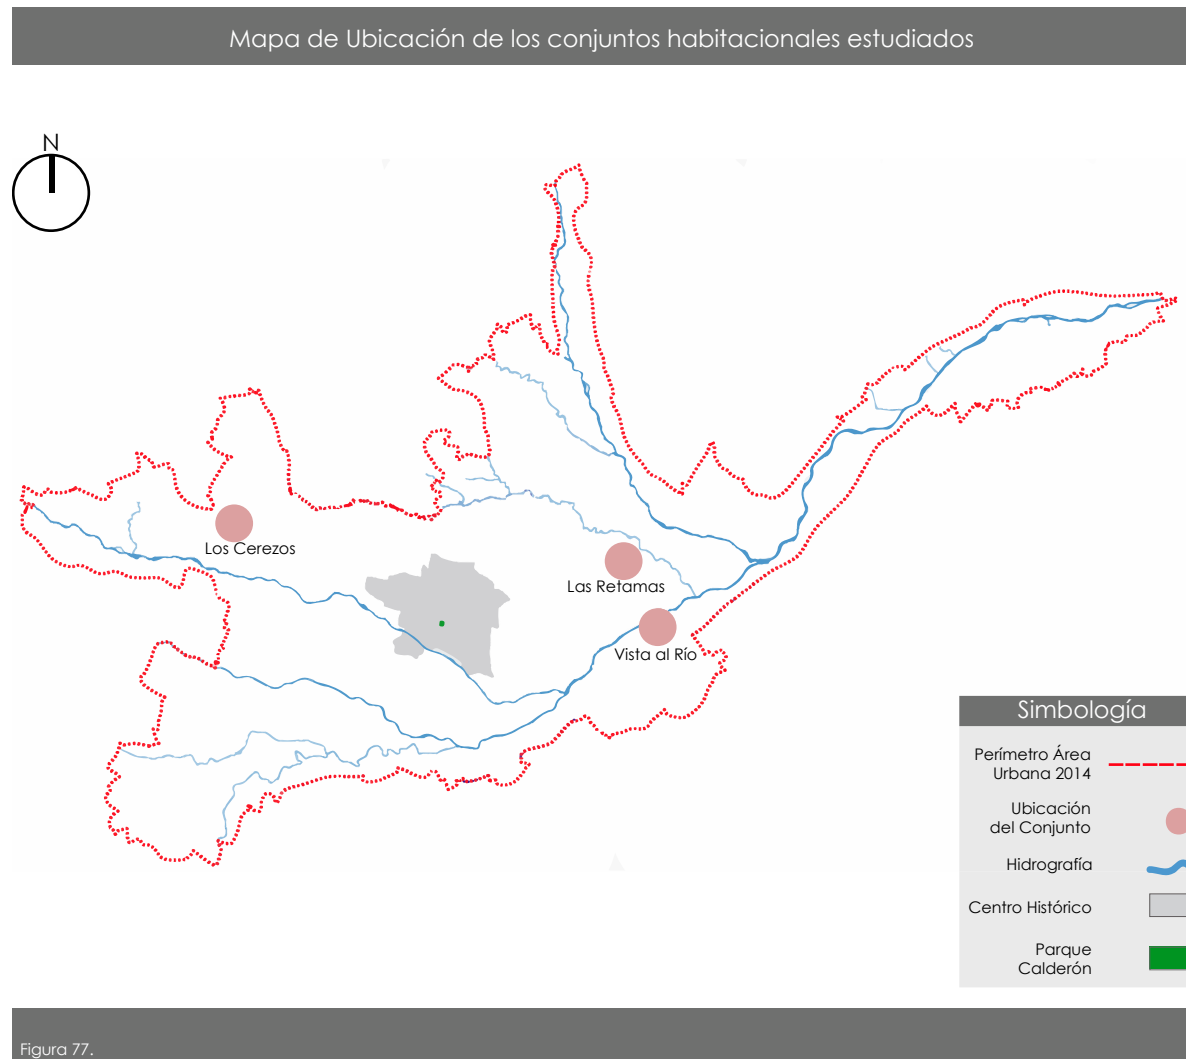 Mapa de Ubicación de los conjuntos habitacionales estudiados
N
Los Cerezos
Las Retamas
Vista al Río
Simbología
Perímetro Área
Urbana 2014
Ubicación
del Conjunto
Hidrografía
Centro Histórico
Parque
Calderón
Figura 77.